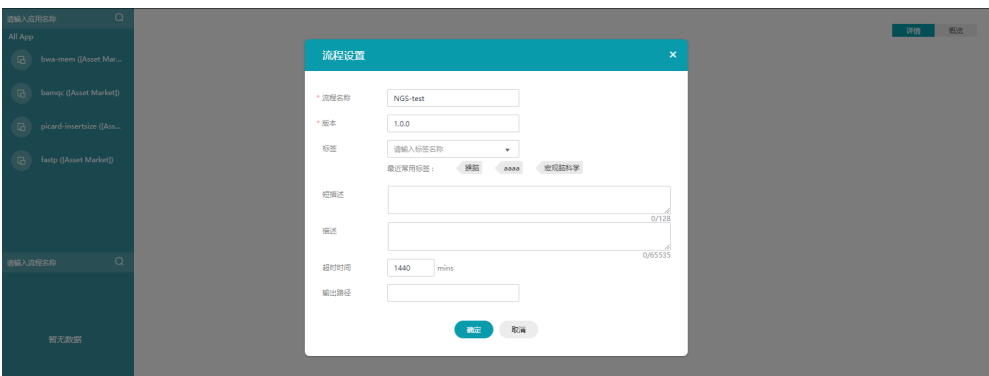 请输入应用名称
All App
bwa-mem ([Asset Mar...
bamqc ([Asset Market])
picard-insertsize ([Ass...
fastp ([Asset Market])
请输入流程名称
暂无数据
详情 概览
流程设置 ×
* 流程名称 NGS-test
* 版本 1.0.0
标签 请输入标签名称
最近常用标签： 猕脑 aaaa 宏观脑科学
短描述
0/128
描述
0/65535
超时时间 1440 mins
输出路径
确定 取消